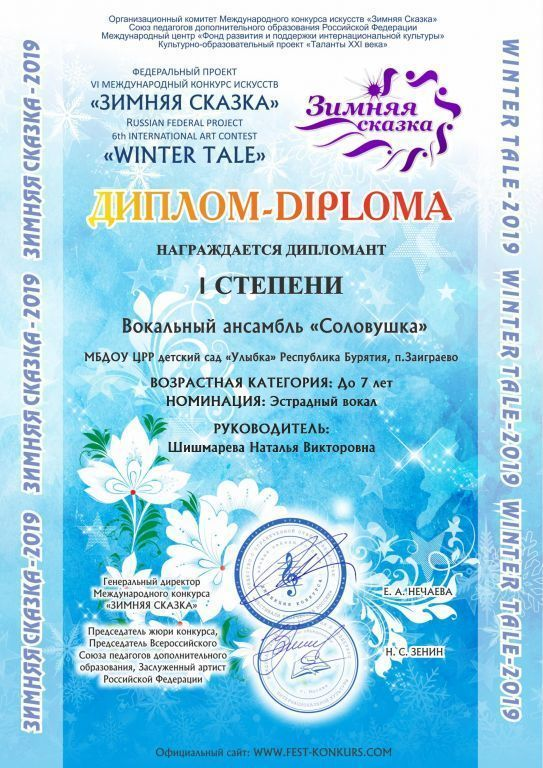 Организационный комитет Международного конкурса искусств «Зимняя Сказка»
Союз педагогов дополнительного образования Российской Федерации
Международный центр «Фонд развития и поддержки интернациональной культуры»
Культурно-образовательный проект «Таланты XXI века»
ФЕДЕРАЛЬНЫЙ ПРОЕКТ
VI МЕЖДУНАРОДНЫЙ КОНКУРС ИСКУССТВ
«ЗИМНЯЯ СКАЗКА»
RUSSIAN FEDERAL PROJECT
6th INTERNATIONAL ART CONTEST
«WINTER TALE»
Зимняя
сказка
ДИПЛОМ-DIPLOMA
НАГРАЖДАЕТСЯ ДИПЛОМАНТ
I СТЕПЕНИ
Вокальный ансамбль «Соловушка»
МБДОУ ЦРР детский сад «Улыбка» Республика Бурятия, п.Заиграево
ВОЗРАСТНАЯ КАТЕГОРИЯ: До 7 лет
НОМИНАЦИЯ: Эстрадный вокал
РУКОВОДИТЕЛЬ:
Шишмарева Наталья Викторовна
Генеральный директор
Международного конкурса
«ЗИМНЯЯ СКАЗКА»
Е. А. НЕЧАЕВА
Председатель жюри конкурса,
Председатель Всероссийского
Союза педагогов дополнительного
образования, Заслуженный артист
Российской Федерации
Н. С. ЗЕНИН
Официальный сайт: WWW.FEST-KONKURS.COM
ЗИМНЯЯ СКАЗКА-2019
ЗИМНЯЯ СКАЗКА-2019
ЗИМНЯЯ СКАЗКА-2019
WINTER TALE-2019
WINTER TALE-2019
WINTER TALE-2019